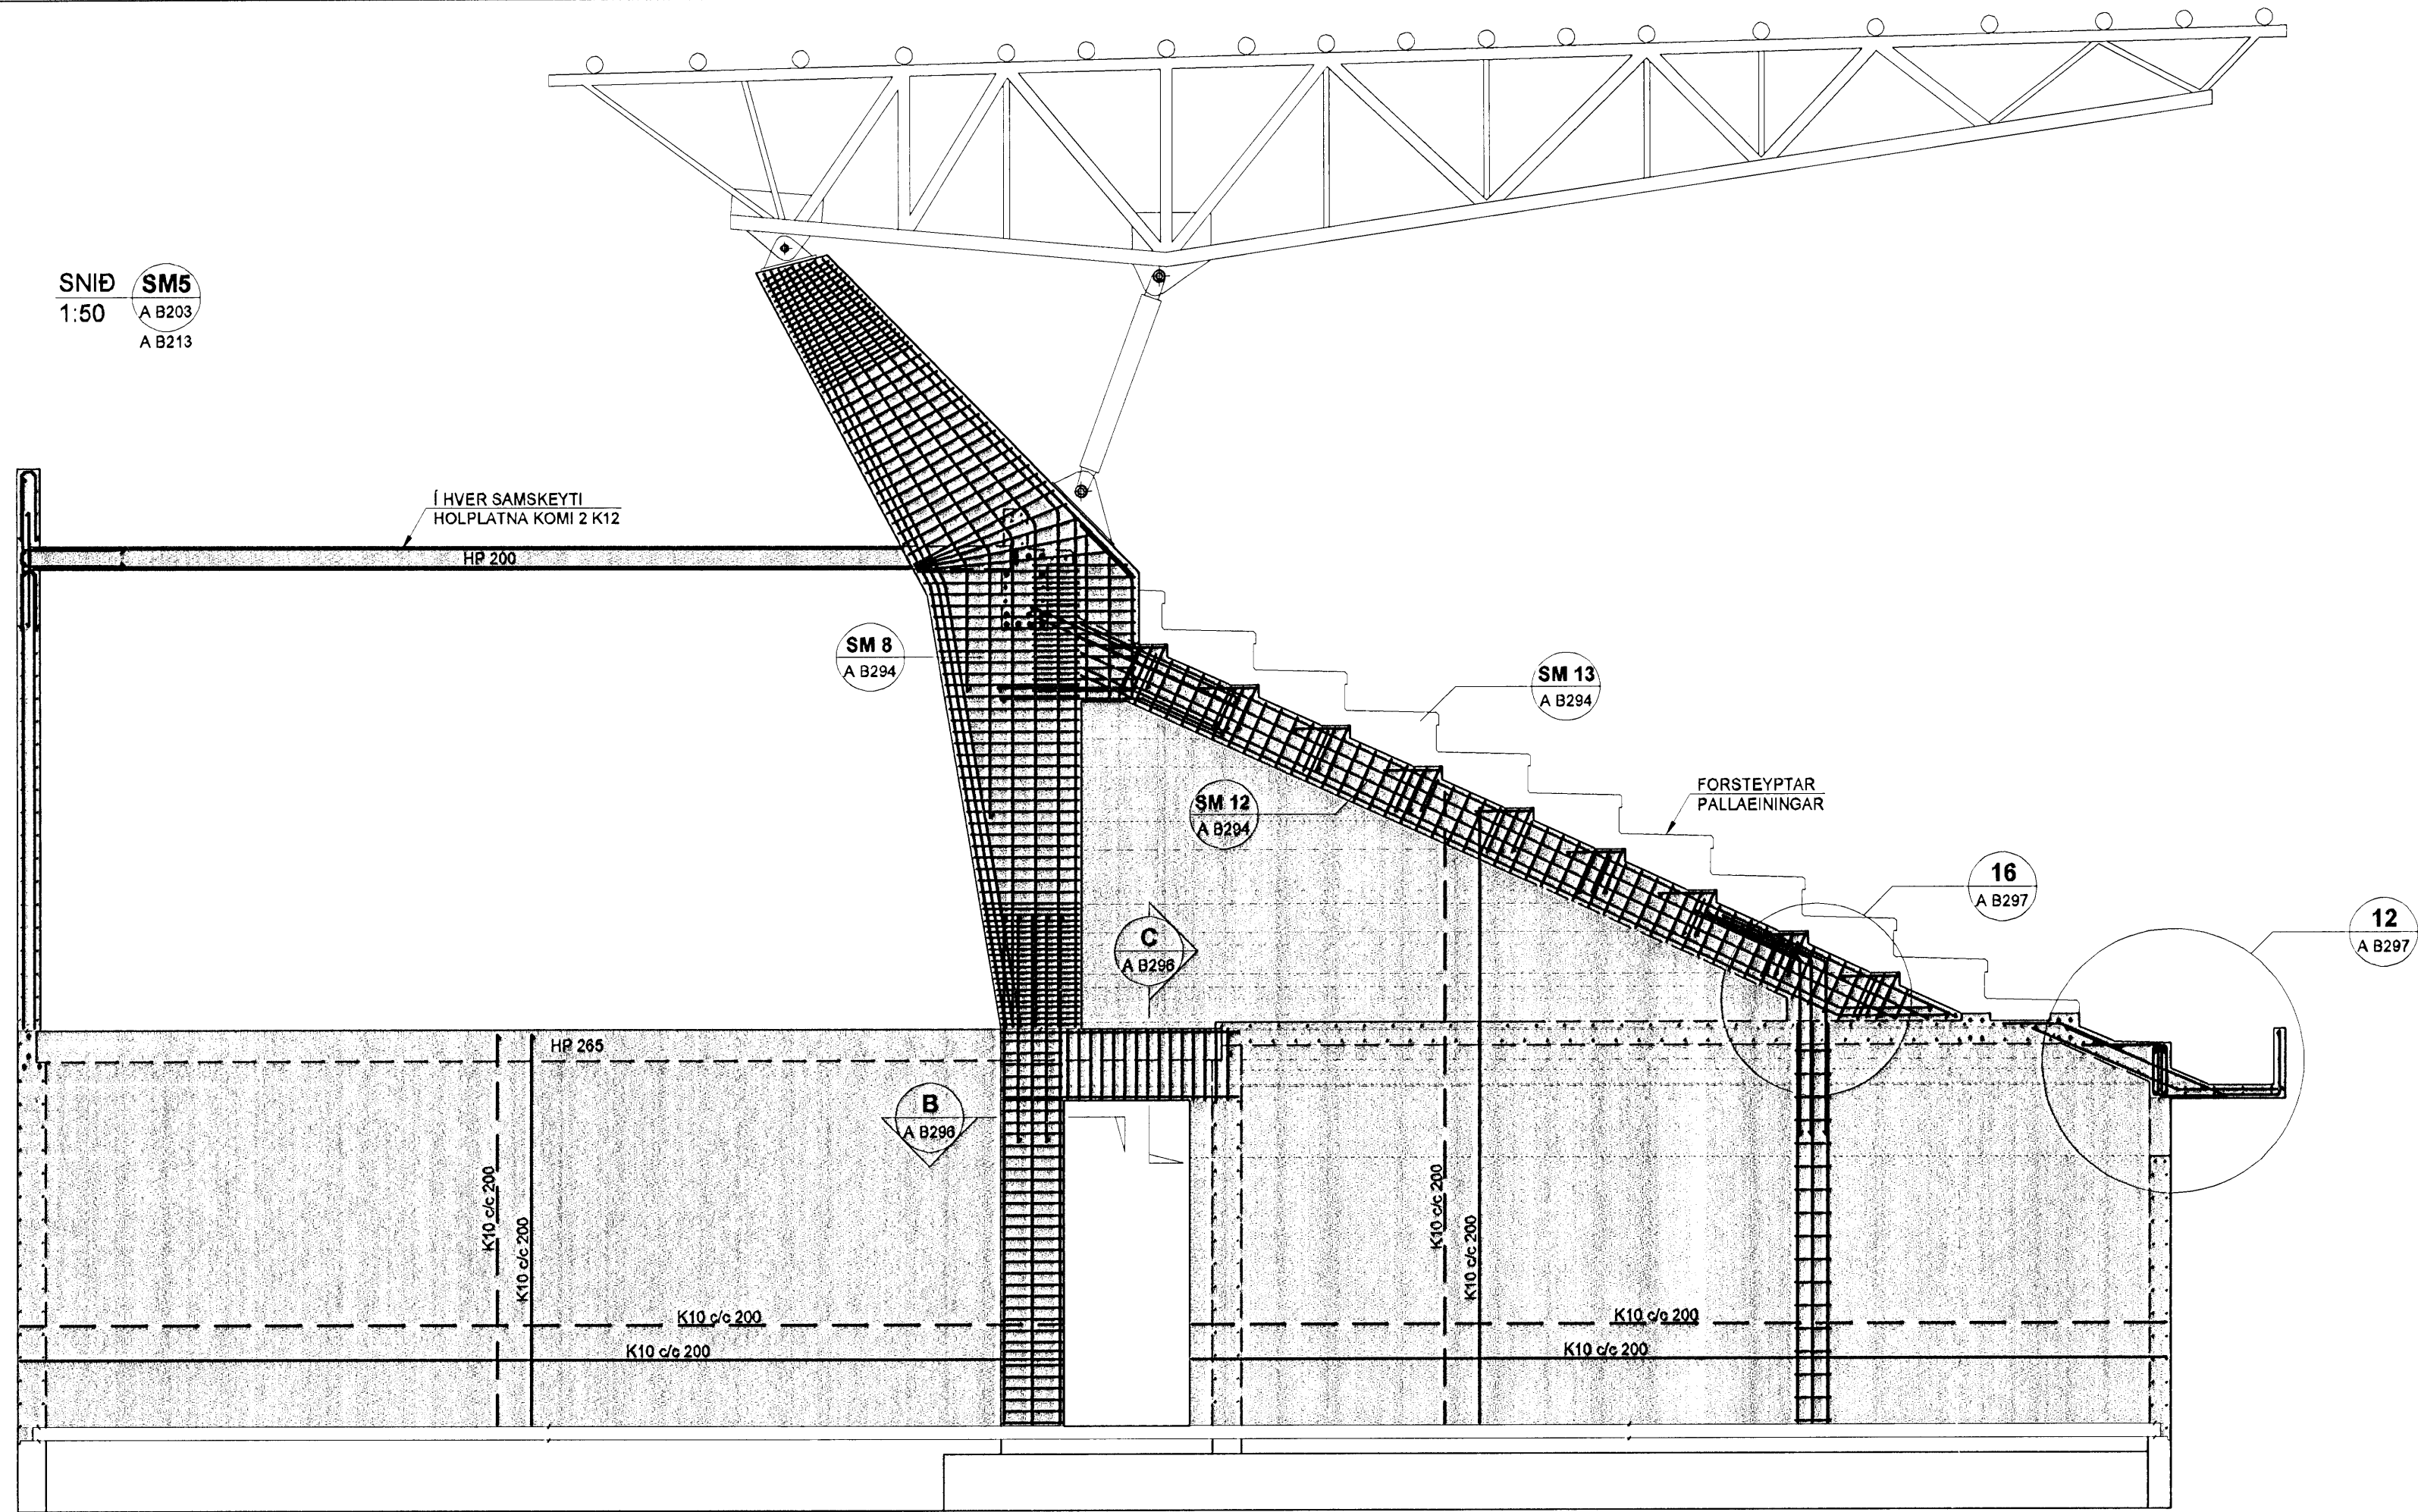 SNIÐ SM5
1:50 A B203
A B213
Í HVER SAMSKEYTI
HOLPLATNA KOMI 2 K12
HP 200
SM 8
A B294
SM 13
A B294
SM 12
A B294
FORSTEYPTAR
PALLAEININGAR
16
A B297
12
A B297
C
A B296
HP 265
B
A B296
K10 c/c 200
K10 c/c 200
K10 c/c 200
K10 c/c 200
K10 c/c 200
K10 c/c 200
K10 c/c 200
K10 c/c 200